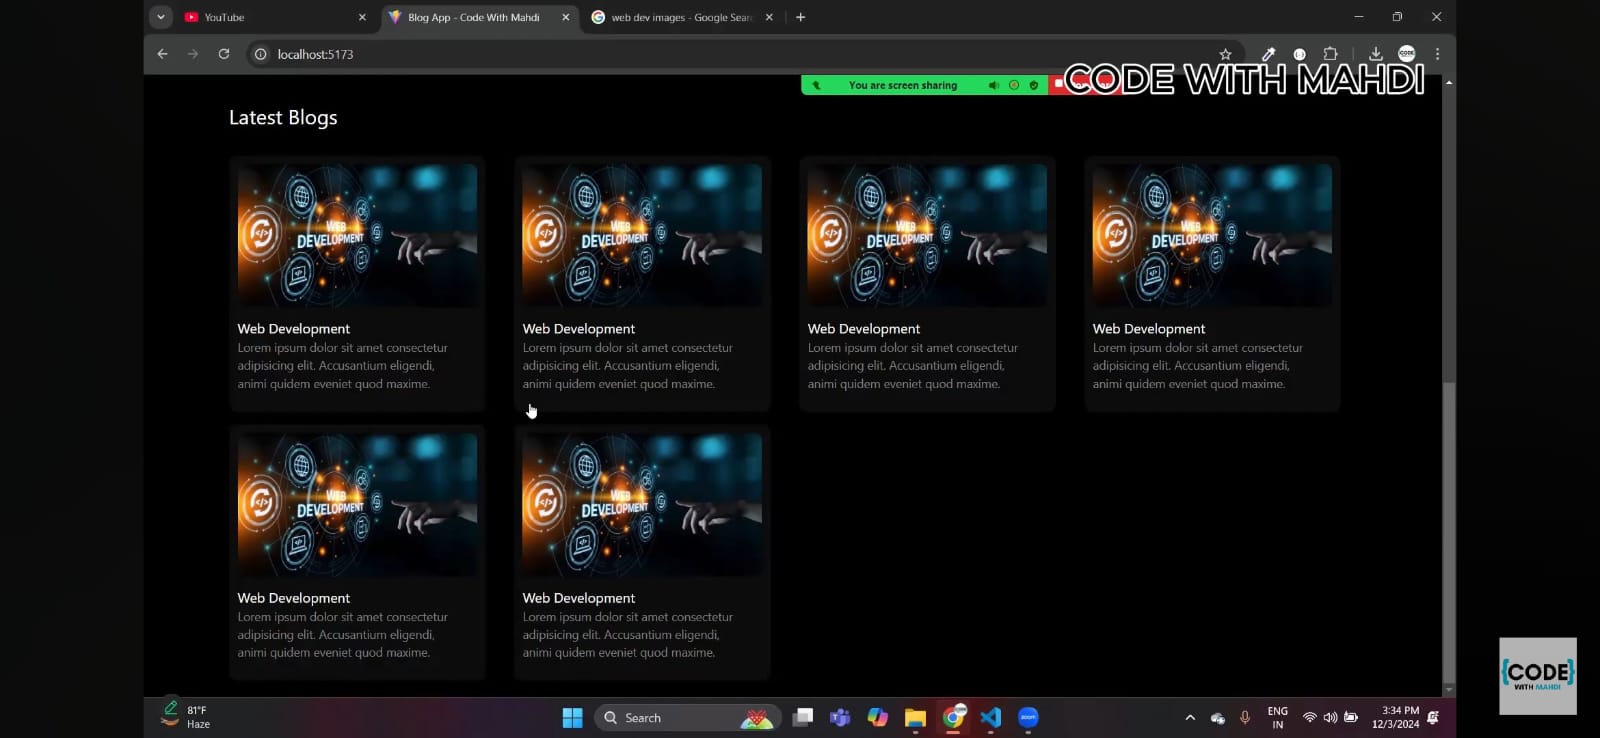 YouTube
Blog App - Code With Mahdi
web dev images - Google Sear
localhost:5173
CODE
You are screen sharing
CODE WITH MAHDI
Latest Blogs
WEB DEVELOPMENT
WEB DEVELOPMENT
WEB DEVELOPMENT
WEB DEVELOPMENT
Web Development
Web Development
Web Development
Web Development
Lorem ipsum dolor sit amet consectetur
adipisicing elit. Accusantium eligendi,
animi quidem eveniet quod maxime.
Lorem ipsum dolor sit amet consectetur
adipisicing elit. Accusantium eligendi,
animi quidem eveniet quod maxime.
Lorem ipsum dolor sit amet consectetur
adipisicing elit. Accusantium eligendi,
animi quidem eveniet quod maxime.
Lorem ipsum dolor sit amet consectetur
adipisicing elit. Accusantium eligendi,
animi quidem eveniet quod maxime.
WEB DEVELOPMENT
WEB DEVELOPMENT
Web Development
Web Development
Lorem ipsum dolor sit amet consectetur
adipisicing elit. Accusantium eligendi,
animi quidem eveniet quod maxime.
Lorem ipsum dolor sit amet consectetur
adipisicing elit. Accusantium eligendi,
animi quidem eveniet quod maxime.
{CODE}
WITH MAHDI
81°F
Haze
Search
zoom
ENG
IN
3:34 PM
12/3/2024